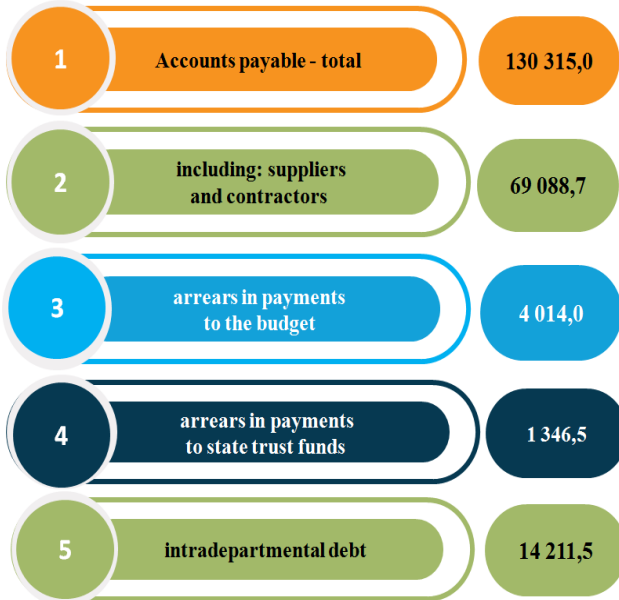 1
Accounts payable - total
130 315,0
2
including: suppliers
and contractors
69 088,7
3
arrears in payments
to the budget
4 014,0
4
arrears in payments
to state trust funds
1 346,5
5
intradepartmental debt
14 211,5